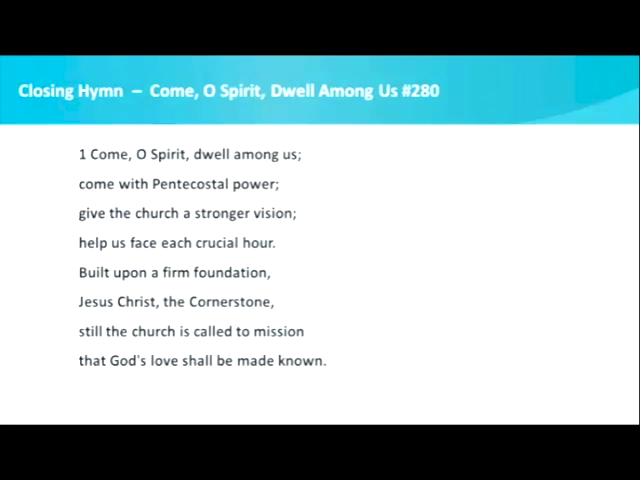 Closing Hymn – Come, O Spirit, Dwell Among Us #280
1 Come, O Spirit, dwell among us;
come with Pentecostal power;
give the church a stronger vision;
help us face each crucial hour.
Built upon a firm foundation,
Jesus Christ, the Cornerstone,
still the church is called to mission
that God's love shall be made known.